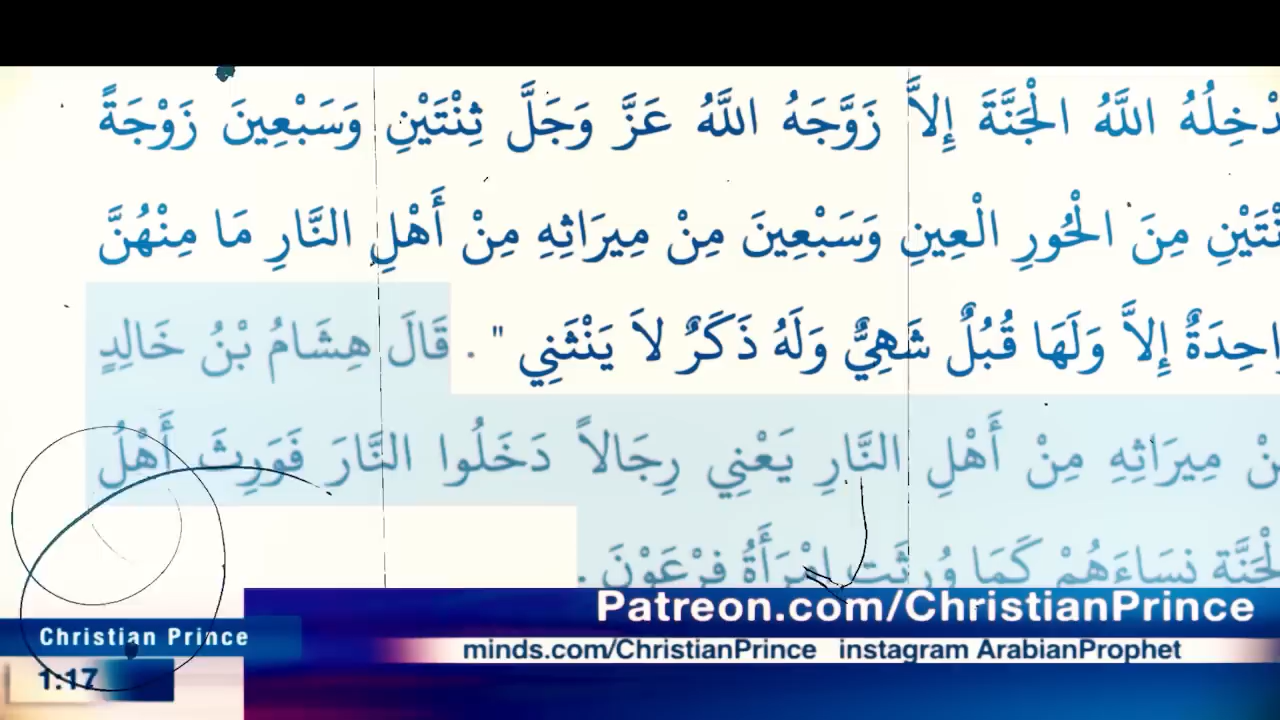 دْخِلُهُ اللَّهُ الْجَنَّةَ إِلاَّ زَوَّجَهُ اللَّهُ عَزَّ وَجَلَّ ثِنْتَيْنِ وَسَبْعِينَ زَوْجَةً
نْتَيْنِ مِنَ الْحُورِ الْعِينِ وَسَبْعِينَ مِنْ مِيرَاثِهِ مِنْ أَهْلِ النَّارِ مَا مِنْهُنَّ
احِدَةٌ إِلاَّ وَلَهَا قُبُلٌ شَهِيٌّ وَلَهُ ذَكَرٌ لاَ يَنْثَنِي " . قَالَ هِشَامُ بْنُ خَالِدٍ
نْ مِيرَاثِهِ مِنْ أَهْلِ النَّارِ يَعْنِي رِجَالاً دَخَلُوا النَّارَ فَوَرِثَ أَهْلُ
لْجَنَّةِ نِسَاءَهُمْ كَمَا وُرِثَتِ امْرَأَةُ فِرْعَوْنَ .
Patreon.com/ChristianPrince
Christian Prince
minds.com/ChristianPrince instagram ArabianProphet
1:17